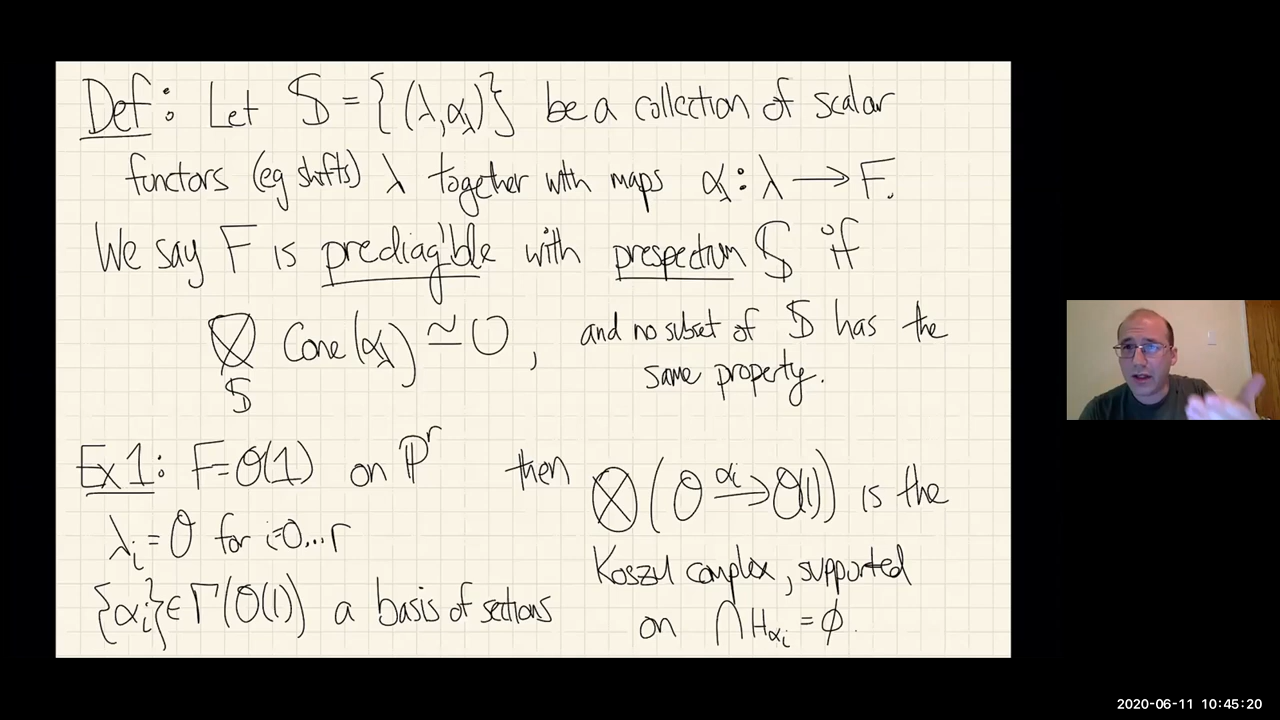 Def: Let 𝕊 = {(λ, α_λ)} be a collection of scalar
functors (eg shifts) λ together with maps α_λ : λ → F.
We say F is prediag'ble with prespectrum 𝕊 if
⊗_𝕊 Cone(α_λ) ≃ 0, and no subset of 𝕊 has the
same property.
Ex 1: F = O(1) on ℙ^r
λ_i = O for i=0...r
{α_i} ∈ Γ(O(1)) a basis of sections
then ⊗(O →^{α_i} O(1)) is the
Koszul complex, supported
on ∩ H_{α_i} = ∅.
2020-06-11 10:45:20